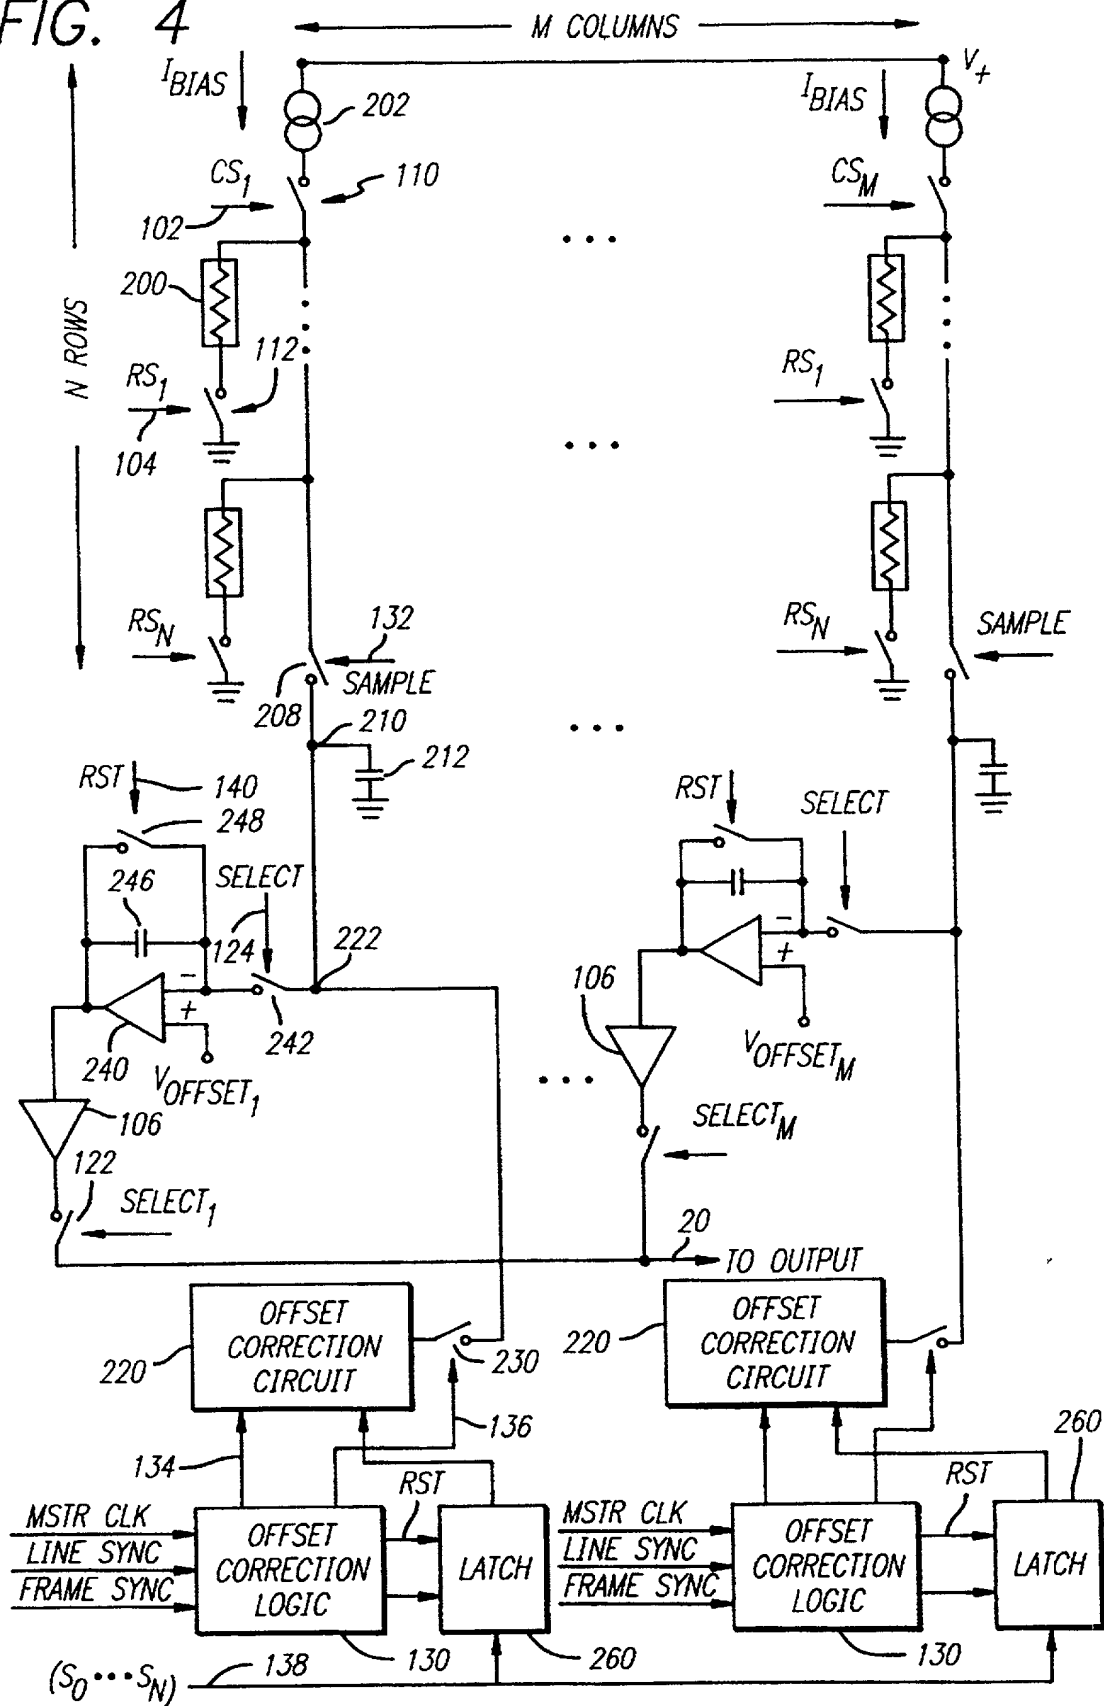 FIG. 4
M COLUMNS
I_BIAS
V+
I_BIAS
202
CS_1
110
CS_M
102
200
N ROWS
112
RS_1
RS_1
104
RS_N
132
RS_N
SAMPLE
SAMPLE
208
210
RST
140
212
RST
SELECT
248
246
SELECT
124
222
−
+
−
+
106
242
240
V_OFFSET_1
V_OFFSET_M
106
SELECT_M
122
SELECT_1
20
TO OUTPUT
OFFSET CORRECTION CIRCUIT
OFFSET CORRECTION CIRCUIT
220
230
220
136
260
134
RST
RST
MSTR CLK
LINE SYNC
FRAME SYNC
OFFSET CORRECTION LOGIC
LATCH
MSTR CLK
LINE SYNC
FRAME SYNC
OFFSET CORRECTION LOGIC
LATCH
130
260
130
(S_0 ••• S_N)
138